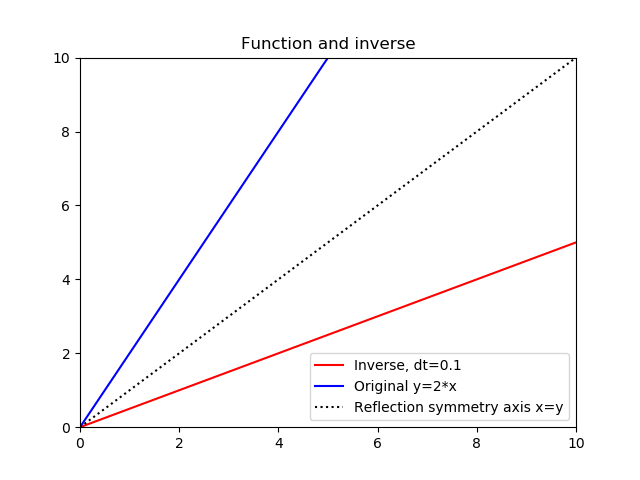 Function and inverse
10
8
6
4
2
0
Inverse, dt=0.1
Original y=2*x
Reflection symmetry axis x=y
0 2 4 6 8 10